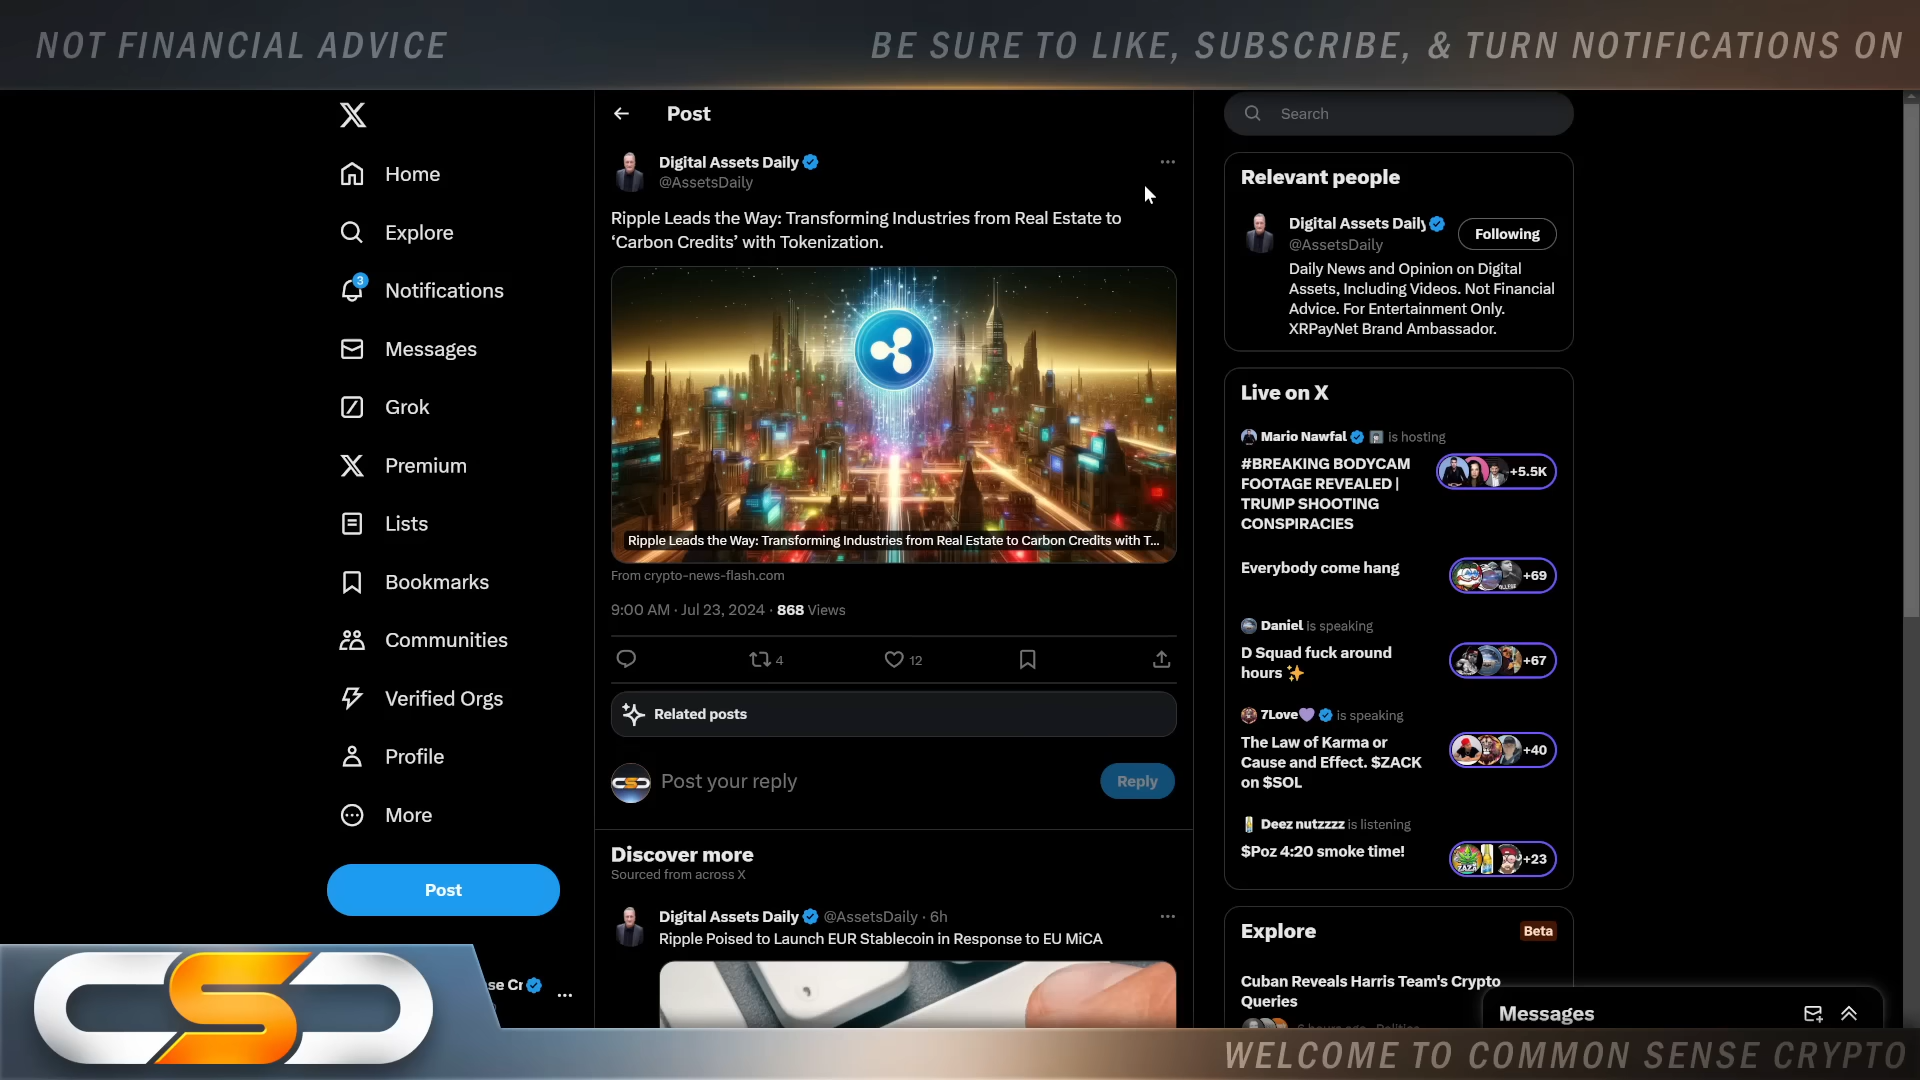 NOT FINANCIAL ADVICE
BE SURE TO LIKE, SUBSCRIBE, & TURN NOTIFICATIONS ON
Home
Explore
3
Notifications
Messages
Grok
Premium
Lists
Bookmarks
Communities
Verified Orgs
Profile
More
Post
se Cr
Post
Digital Assets Daily
@AssetsDaily
Ripple Leads the Way: Transforming Industries from Real Estate to
‘Carbon Credits’ with Tokenization.
Ripple Leads the Way: Transforming Industries from Real Estate to Carbon Credits with T...
From crypto-news-flash.com
9:00 AM · Jul 23, 2024 · 868 Views
4
12
Related posts
CSC
Post your reply
Reply
Discover more
Sourced from across X
Digital Assets Daily @AssetsDaily · 6h
Ripple Poised to Launch EUR Stablecoin in Response to EU MiCA
Search
Relevant people
Digital Assets Daily
@AssetsDaily
Following
Daily News and Opinion on Digital
Assets, Including Videos. Not Financial
Advice. For Entertainment Only.
XRPayNet Brand Ambassador.
Live on X
Mario Nawfal is hosting
#BREAKING BODYCAM
FOOTAGE REVEALED |
TRUMP SHOOTING
CONSPIRACIES
+5.5K
Everybody come hang
+69
Daniel is speaking
D Squad fuck around
hours ✨
+67
7Love💜 is speaking
The Law of Karma or
Cause and Effect. $ZACK
on $SOL
+40
Deez nutzzzz is listening
$Poz 4:20 smoke time!
ZAZA
+23
Explore
Beta
Cuban Reveals Harris Team's Crypto
Queries
6 hours ago · Politics
Messages
CSC
WELCOME TO COMMON SENSE CRYPTO